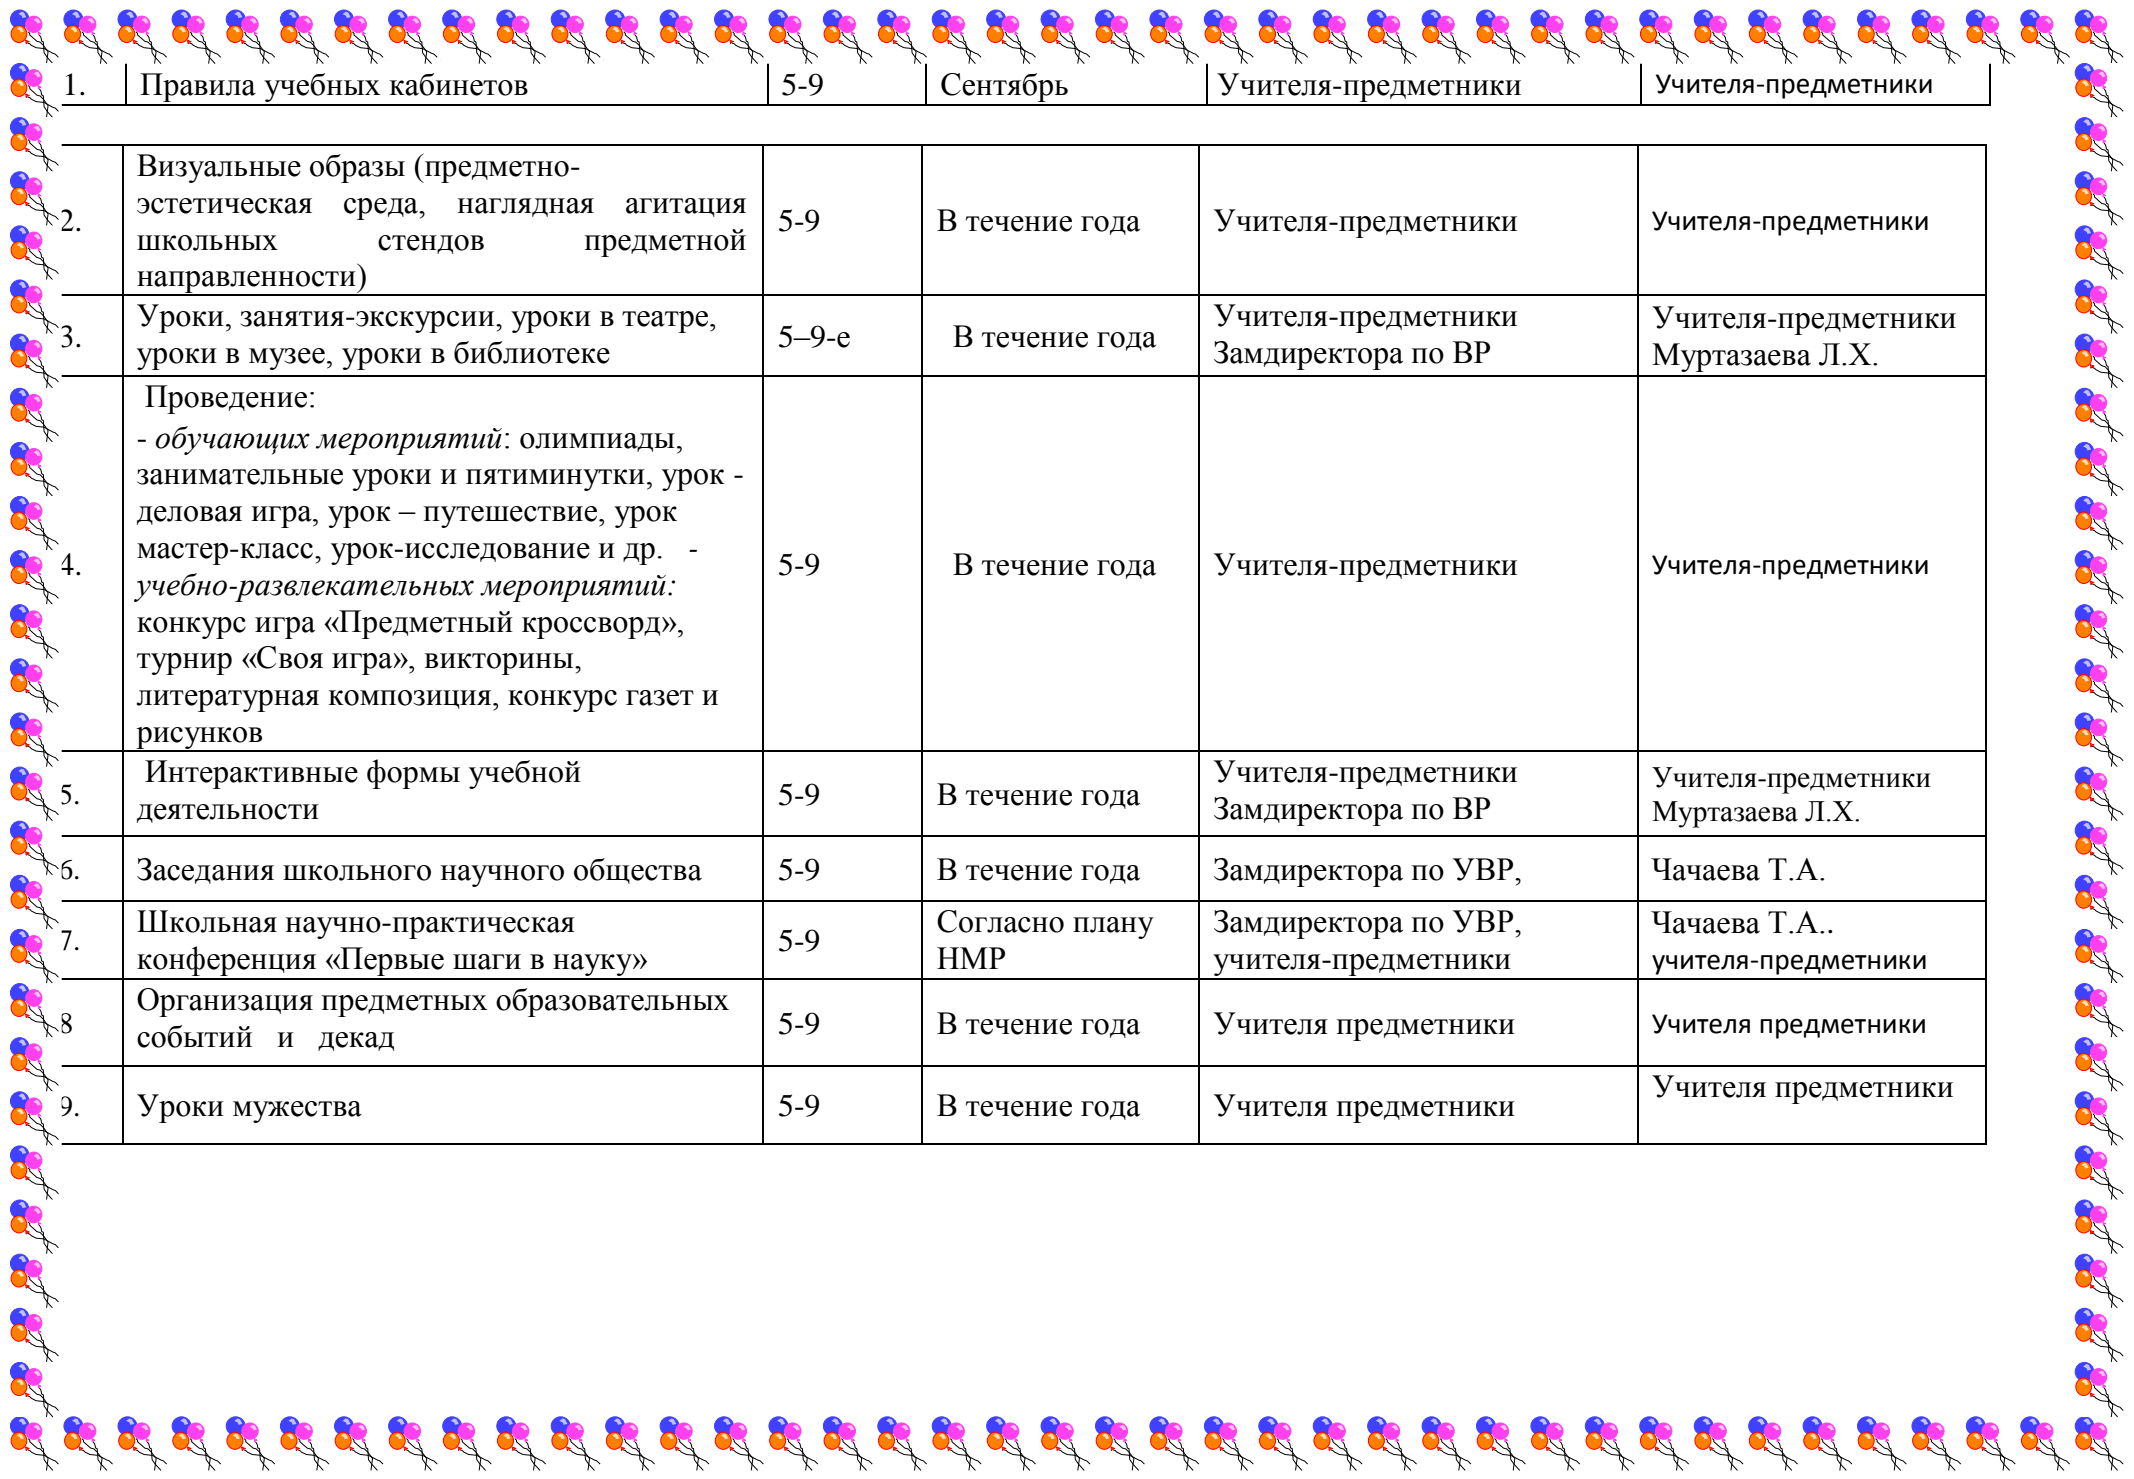 1. Правила учебных кабинетов 5-9 Сентябрь Учителя-предметники Учителя-предметники
Визуальные образы (предметно-
эстетическая среда, наглядная агитация
школьных стендов предметной
направленности)
2. 5-9 В течение года Учителя-предметники Учителя-предметники
3. Уроки, занятия-экскурсии, уроки в театре,
уроки в музее, уроки в библиотеке
5–9-е В течение года
Учителя-предметники
Замдиректора по ВР
Учителя-предметники
Муртазаева Л.Х.
4. Проведение:
- обучающих мероприятий: олимпиады,
занимательные уроки и пятиминутки, урок -
деловая игра, урок – путешествие, урок
мастер-класс, урок-исследование и др. -
учебно-развлекательных мероприятий:
конкурс игра «Предметный кроссворд»,
турнир «Своя игра», викторины,
литературная композиция, конкурс газет и
рисунков
5-9 В течение года Учителя-предметники Учителя-предметники
5. Интерактивные формы учебной
деятельности
5-9 В течение года
Учителя-предметники
Замдиректора по ВР
Учителя-предметники
Муртазаева Л.Х.
6. Заседания школьного научного общества 5-9 В течение года Замдиректора по УВР, Чачаева Т.А.
7. Школьная научно-практическая
конференция «Первые шаги в науку»
5-9
Согласно плану
НМР
Замдиректора по УВР,
учителя-предметники
Чачаева Т.А..
учителя-предметники
8 Организация предметных образовательных
событий и декад
5-9 В течение года Учителя предметники Учителя предметники
9. Уроки мужества 5-9 В течение года Учителя предметники Учителя предметники